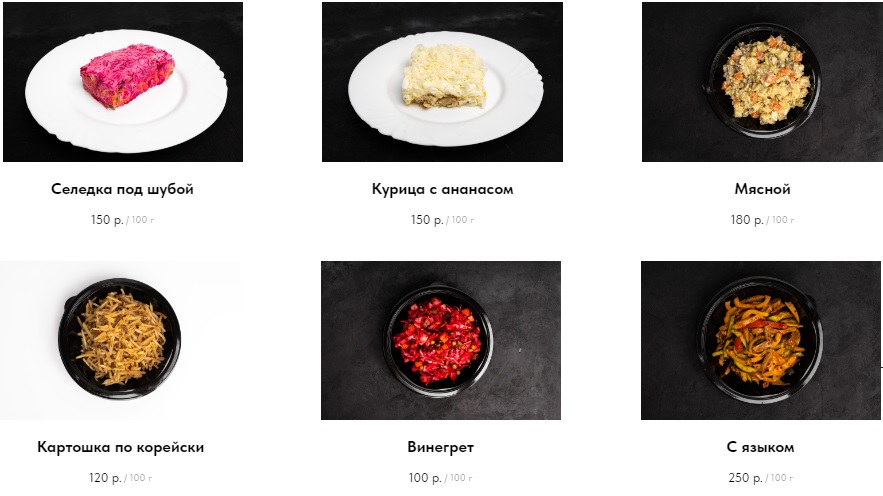 Селедка под шубой
150 р. / 100 г
Курица с ананасом
150 р. / 100 г
Мясной
180 р. / 100 г
Картошка по корейски
120 р. / 100 г
Винегрет
100 р. / 100 г
С языком
250 р. / 100 г